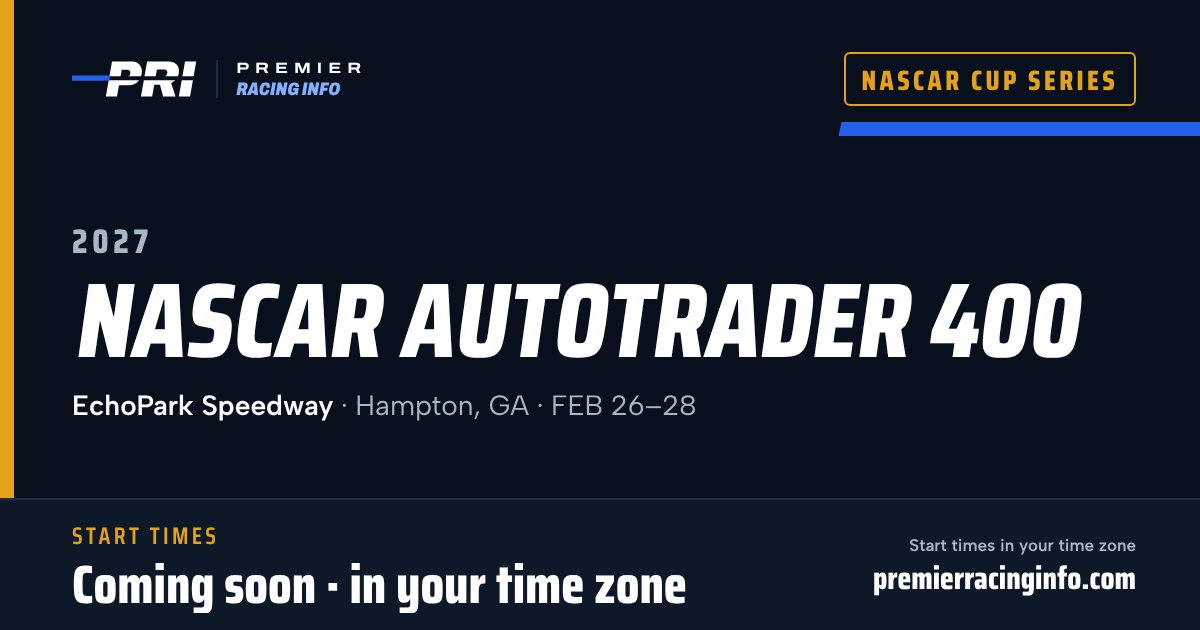 PRI
PREMIER
RACING INFO
NASCAR CUP SERIES
2027
NASCAR AUTOTRADER 400
EchoPark Speedway · Hampton, GA · FEB 26–28
START TIMES
Coming soon · in your time zone
Start times in your time zone
premierracinginfo.com